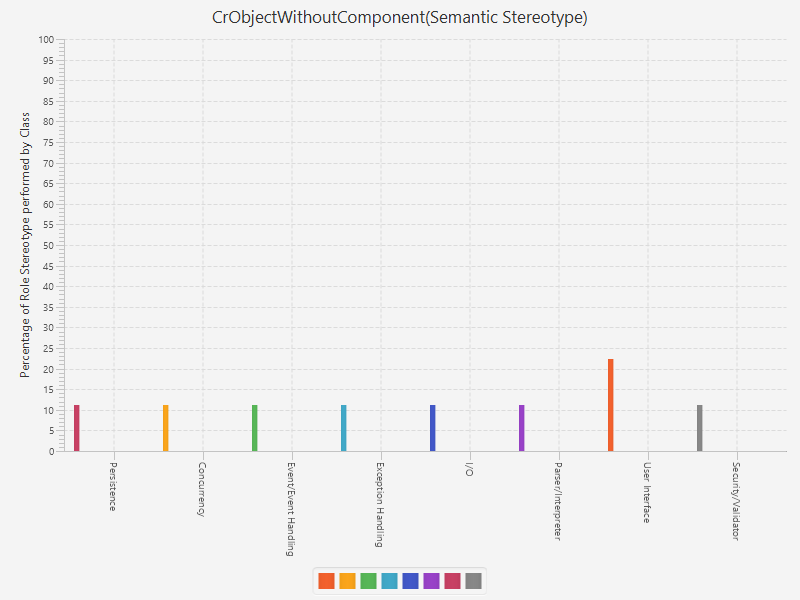 CrObjectWithoutComponent(Semantic Stereotype)
Percentage of Role Stereotype performed by Class
100
95
90
85
80
75
70
65
60
55
50
45
40
35
30
25
20
15
10
5
0
Persistence
Concurrency
Event/Event Handling
Exception Handling
I/O
Parser/Interpreter
User Interface
Security/Validator